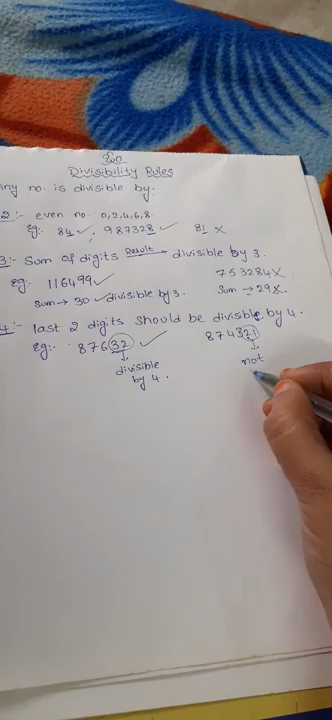 Divisibility Rules
Any no. is divisible by.
2:- even no. 0,2,4,6,8.
Eg:- 84 ✓, 987328 ✓ 81 X
3:- Sum of digits Result → divisible by 3.
Eg:- 116499 ✓ 753284 X
Sum → 30 ✓ divisible by 3. Sum → 29 X.
4:- last 2 digits should be divisible by 4.
Eg:- 87632 ✓ 874321
divisible not
by 4.